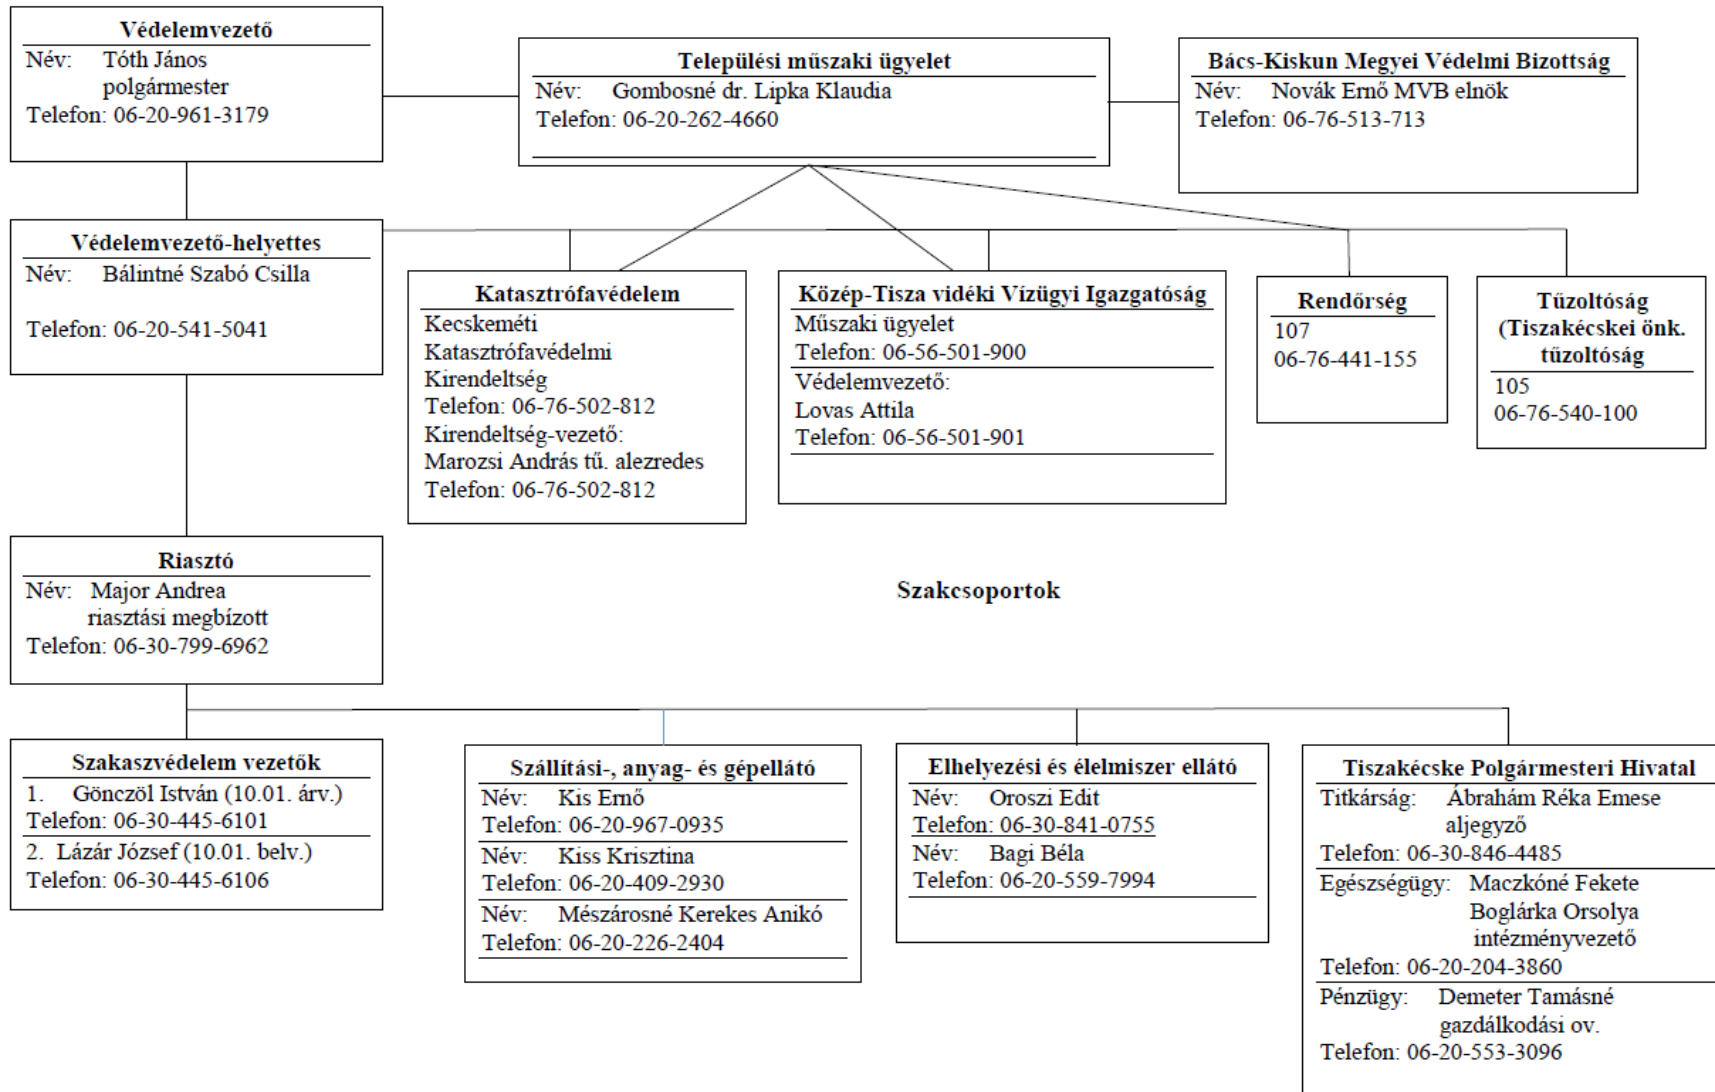 Védelemvezető
Név: Tóth János
polgármester
Telefon: 06-20-961-3179
Települési műszaki ügyelet
Név: Gombosné dr. Lipka Klaudia
Telefon: 06-20-262-4660
Bács-Kiskun Megyei Védelmi Bizottság
Név: Novák Ernő MVB elnök
Telefon: 06-76-513-713
Védelemvezető-helyettes
Név: Bálintné Szabó Csilla
Telefon: 06-20-541-5041
Katasztrófavédelem
Kecskeméti
Katasztrófavédelmi
Kirendeltség
Telefon: 06-76-502-812
Kirendeltség-vezető:
Marozsi András tű. alezredes
Telefon: 06-76-502-812
Közép-Tisza vidéki Vízügyi Igazgatóság
Műszaki ügyelet
Telefon: 06-56-501-900
Védelemvezető:
Lovas Attila
Telefon: 06-56-501-901
Rendőrség
107
06-76-441-155
Tűzoltóság
(Tiszakécskei önk.
tűzoltóság
105
06-76-540-100
Riasztó
Név: Major Andrea
riasztási megbízott
Telefon: 06-30-799-6962
Szakcsoportok
Szakaszvédelem vezetők
1. Gönczöl István (10.01. árv.)
Telefon: 06-30-445-6101
2. Lázár József (10.01. belv.)
Telefon: 06-30-445-6106
Szállítási-, anyag- és gépellátó
Név: Kis Ernő
Telefon: 06-20-967-0935
Név: Kiss Krisztina
Telefon: 06-20-409-2930
Név: Mészárosné Kerekes Anikó
Telefon: 06-20-226-2404
Elhelyezési és élelmiszer ellátó
Név: Oroszi Edit
Telefon: 06-30-841-0755
Név: Bagi Béla
Telefon: 06-20-559-7994
Tiszakécske Polgármesteri Hivatal
Titkárság: Ábrahám Réka Emese
aljegyző
Telefon: 06-30-846-4485
Egészségügy: Maczkóné Fekete
Boglárka Orsolya
intézményvezető
Telefon: 06-20-204-3860
Pénzügy: Demeter Tamásné
gazdálkodási ov.
Telefon: 06-20-553-3096